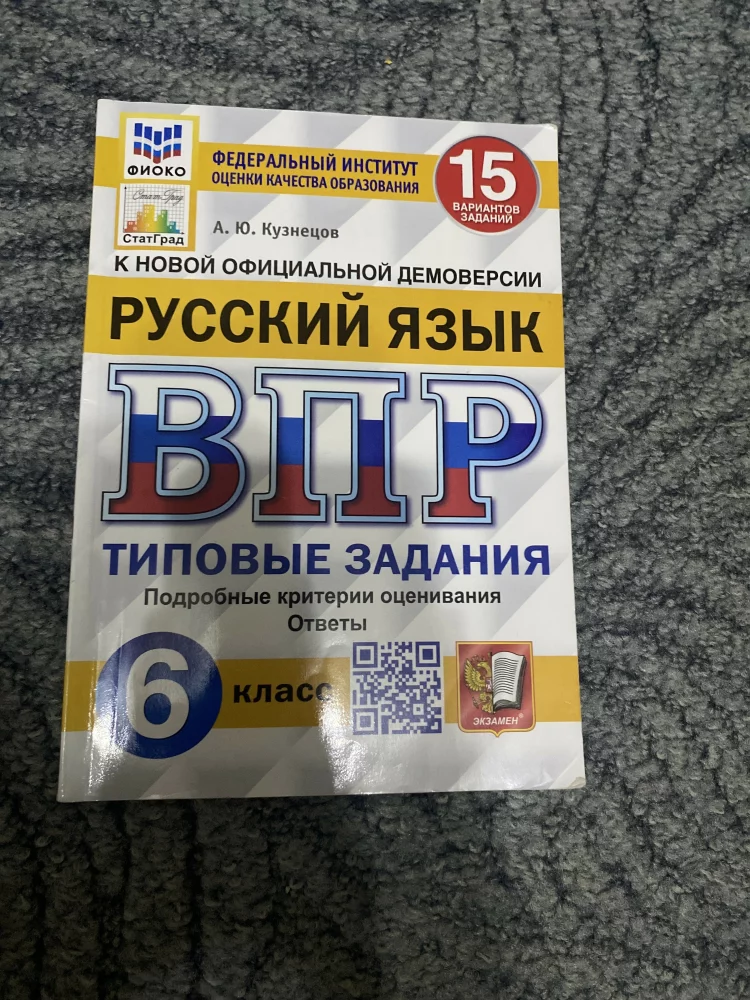 ФИОКО
ФЕДЕРАЛЬНЫЙ ИНСТИТУТ
ОЦЕНКИ КАЧЕСТВА ОБРАЗОВАНИЯ
15
ВАРИАНТОВ
ЗАДАНИЙ
СтатГрад
СтатГрад
А. Ю. Кузнецов
К НОВОЙ ОФИЦИАЛЬНОЙ ДЕМОВЕРСИИ
РУССКИЙ ЯЗЫК
ВПР
ТИПОВЫЕ ЗАДАНИЯ
Подробные критерии оценивания
Ответы
6 класс
ЭКЗАМЕН®